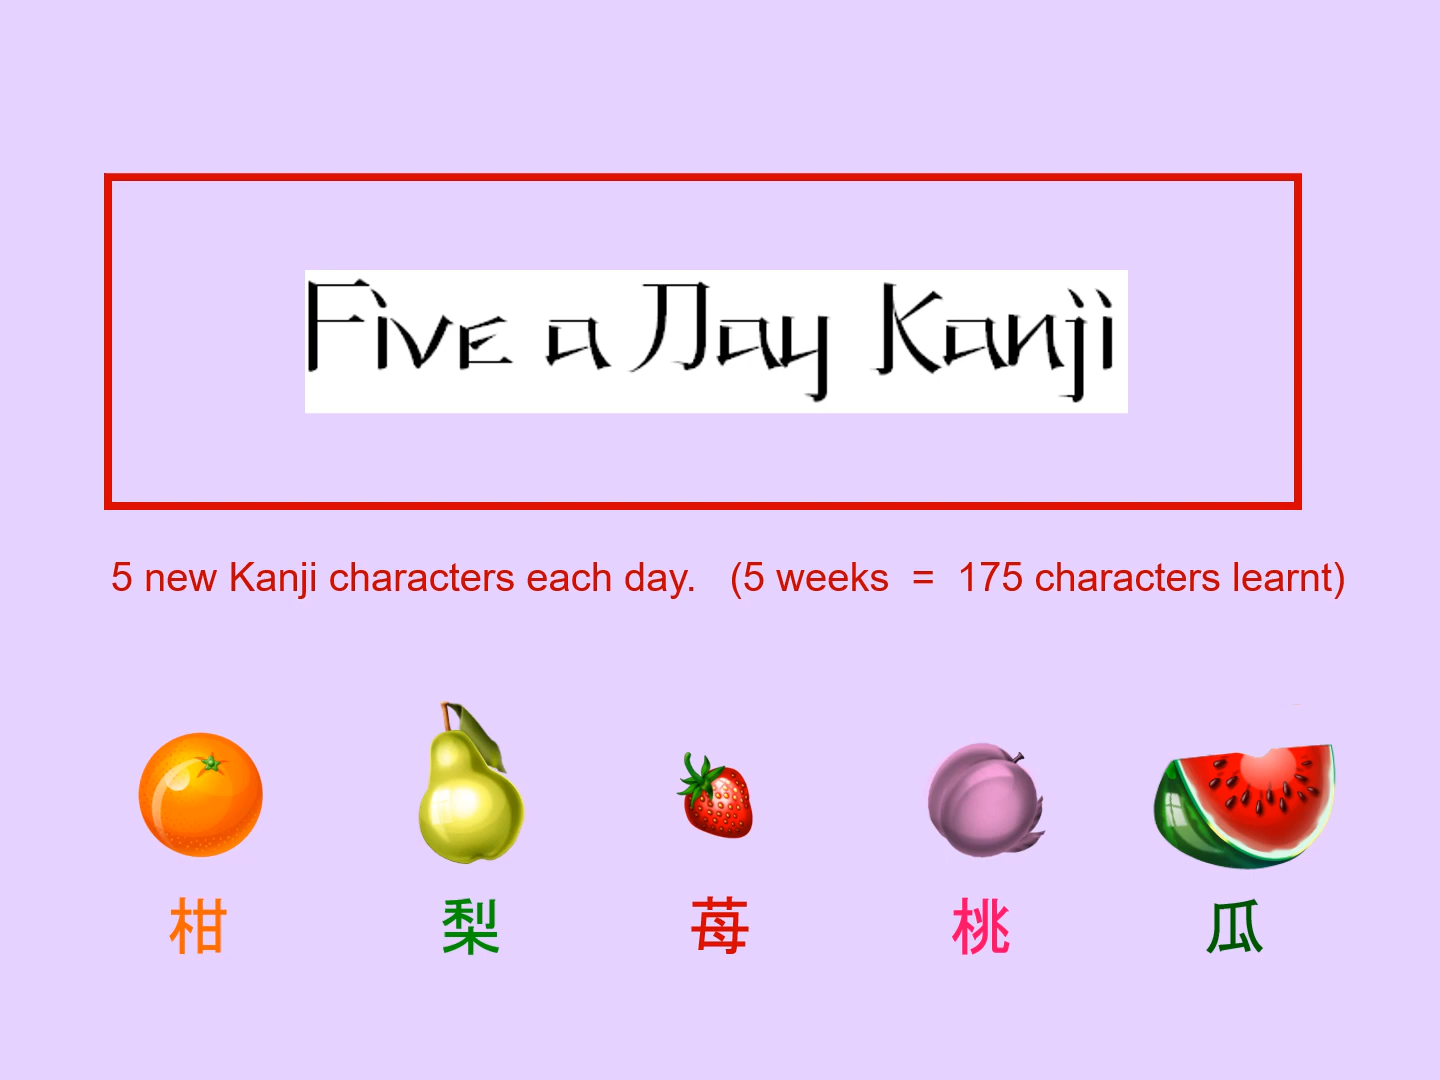 Five a Day Kanji
5 new Kanji characters each day.   (5 weeks  =  175 characters learnt)
柑 梨 苺 桃 瓜